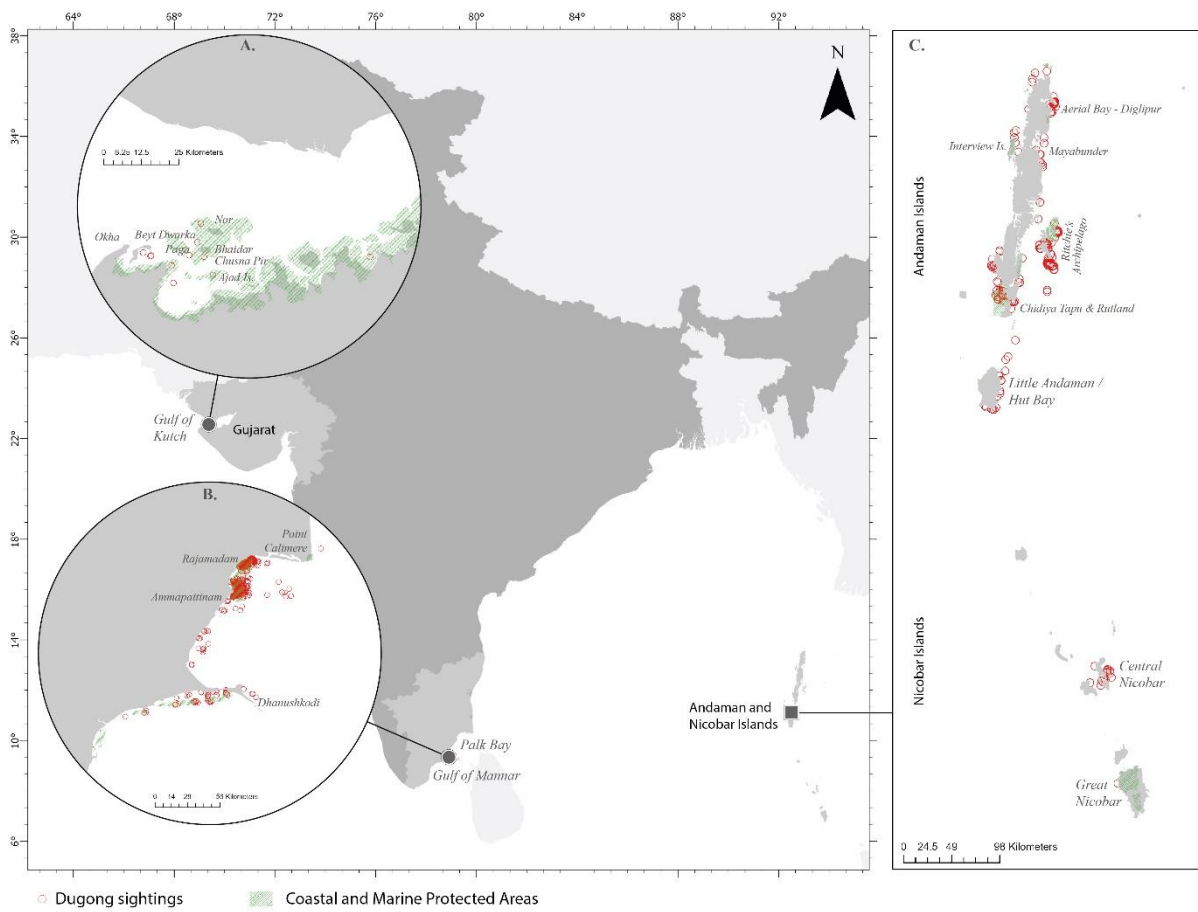 64° 68° 72° 76° 79° 84° 88° 92°
38°
34°
30°
26°
22°
18°
14°
10°
6°
A.
0 6.25 12.5 25 Kilometers
Nor
Okha
Beyt Dwarka
Paga
Bhaidar
Chusna Pir
Ajad Is.
Gulf of
Kutch
Gujarat
N
B.
Point
Calimere
Rajamadam
Ammapattinam
Dhanushkodi
0 14 28 56 Kilometers
Palk Bay
Gulf of Mannar
Andaman and
Nicobar Islands
C.
Andaman Islands
Aerial Bay - Diglipur
Interview Is.
Mayabunder
Ritchie's
Archipelago
Chidiya Tapu & Rutland
Little Andaman /
Hut Bay
Nicobar Islands
Central
Nicobar
Great
Nicobar
0 24.5 49 98 Kilometers
Dugong sightings
Coastal and Marine Protected Areas